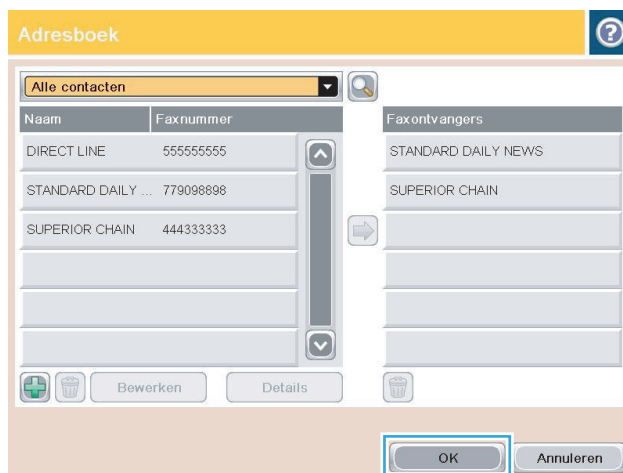 Adresboek
?
Alle contacten
Naam Faxnummer
Faxontvangers
DIRECT LINE 555555555
STANDARD DAILY NEWS
STANDARD DAILY ... 779098898
SUPERIOR CHAIN
SUPERIOR CHAIN 444333333
Bewerken
Details
OK
Annuleren